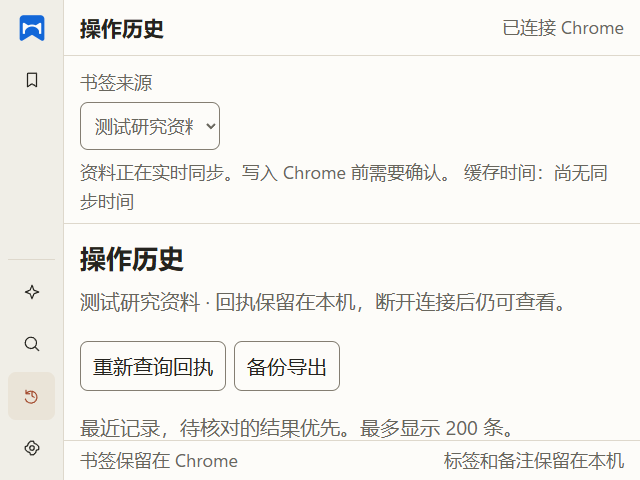 操作历史
已连接 Chrome
书签来源
测试研究资料
资料正在实时同步。写入 Chrome 前需要确认。 缓存时间：尚无同
步时间
操作历史
测试研究资料 · 回执保留在本机，断开连接后仍可查看。
重新查询回执
备份导出
最近记录，待核对的结果优先。最多显示 200 条。
书签保留在 Chrome
标签和备注保留在本机